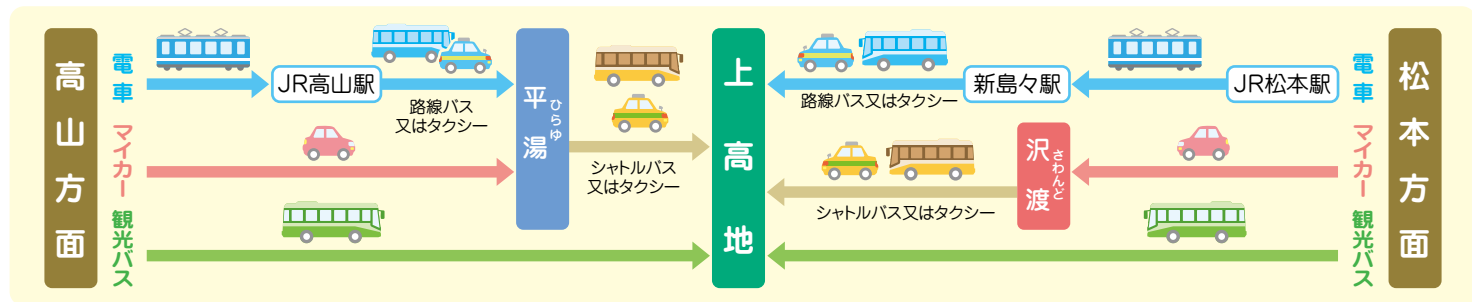 高山方面
電車
JR高山駅
路線バス
又はタクシー
マイカー
観光バス
平湯
ひらゆ
シャトルバス
又はタクシー
上高地
路線バス又はタクシー
新島々駅
JR松本駅
沢渡
さわんど
シャトルバス又はタクシー
電車
マイカー
観光バス
松本方面